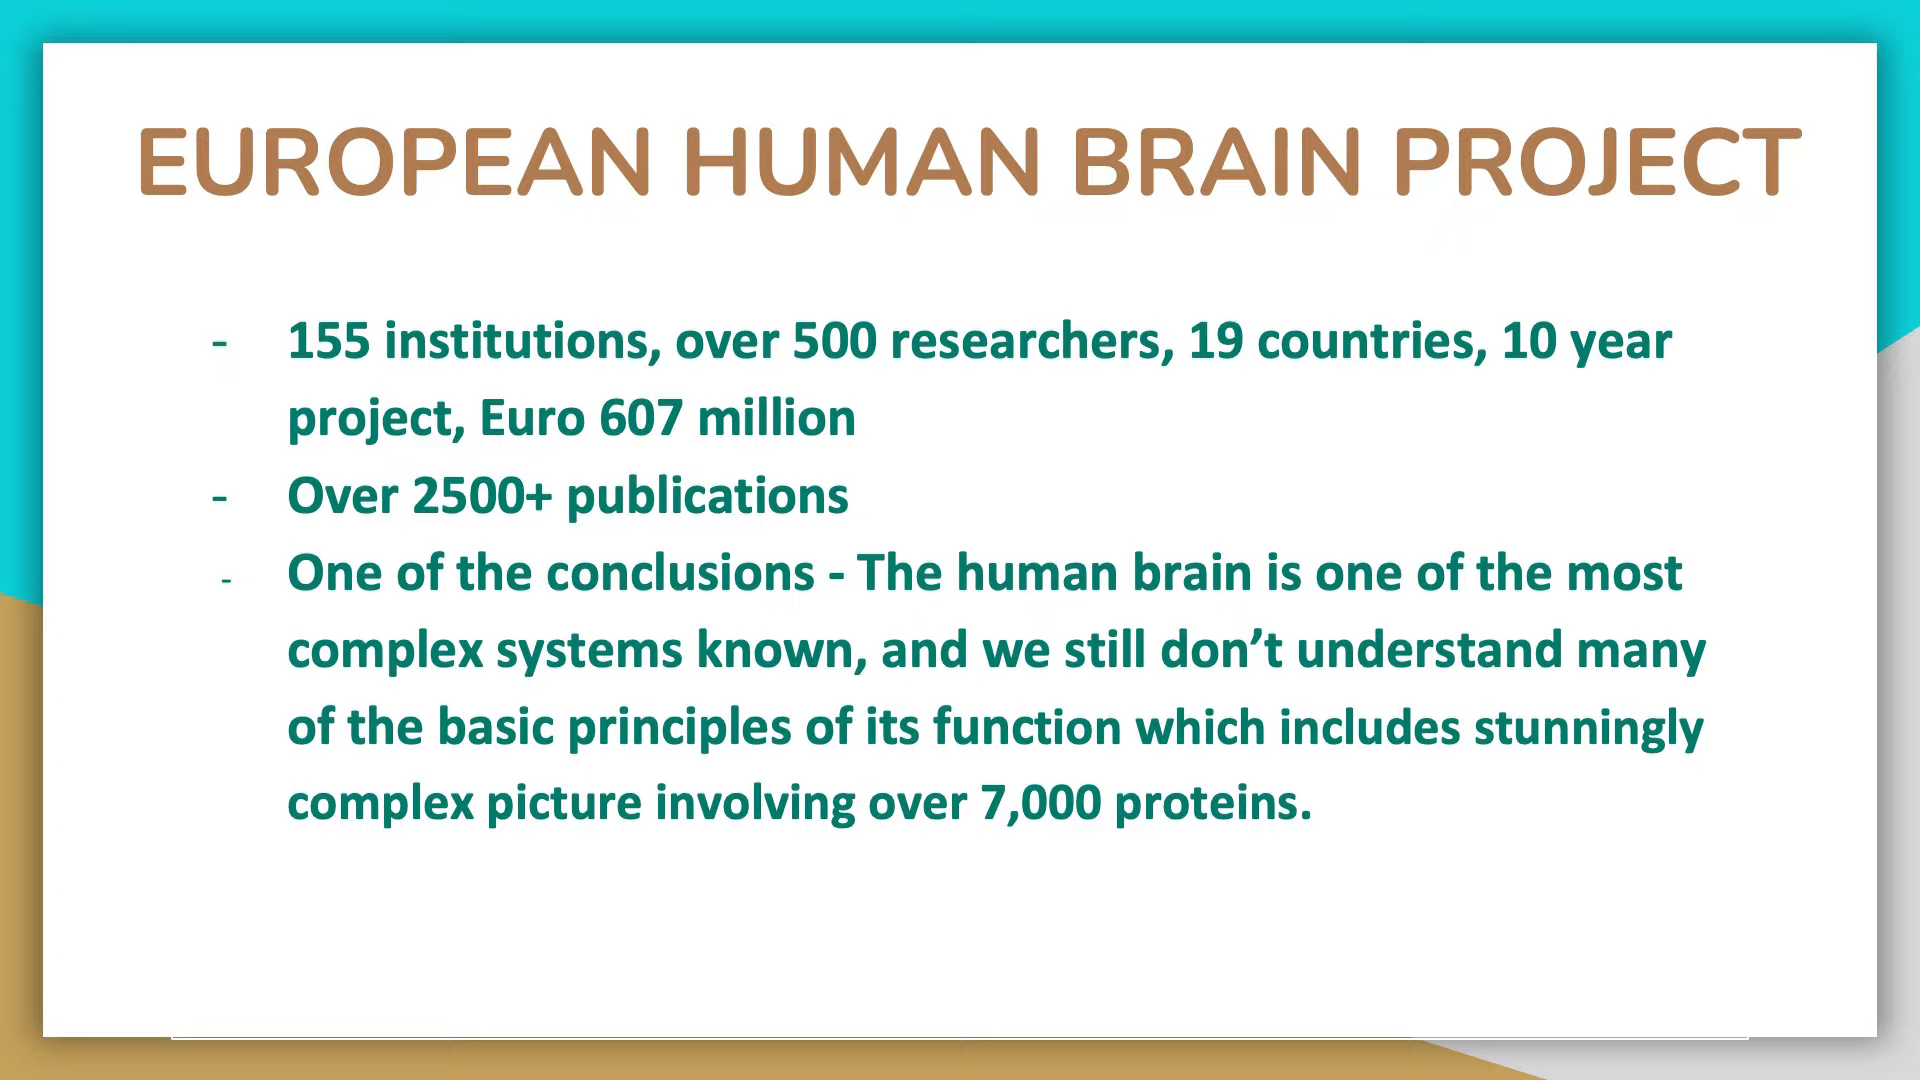 EUROPEAN HUMAN BRAIN PROJECT
- 155 institutions, over 500 researchers, 19 countries, 10 year
project, Euro 607 million
- Over 2500+ publications
- One of the conclusions - The human brain is one of the most
complex systems known, and we still don’t understand many
of the basic principles of its function which includes stunningly
complex picture involving over 7,000 proteins.